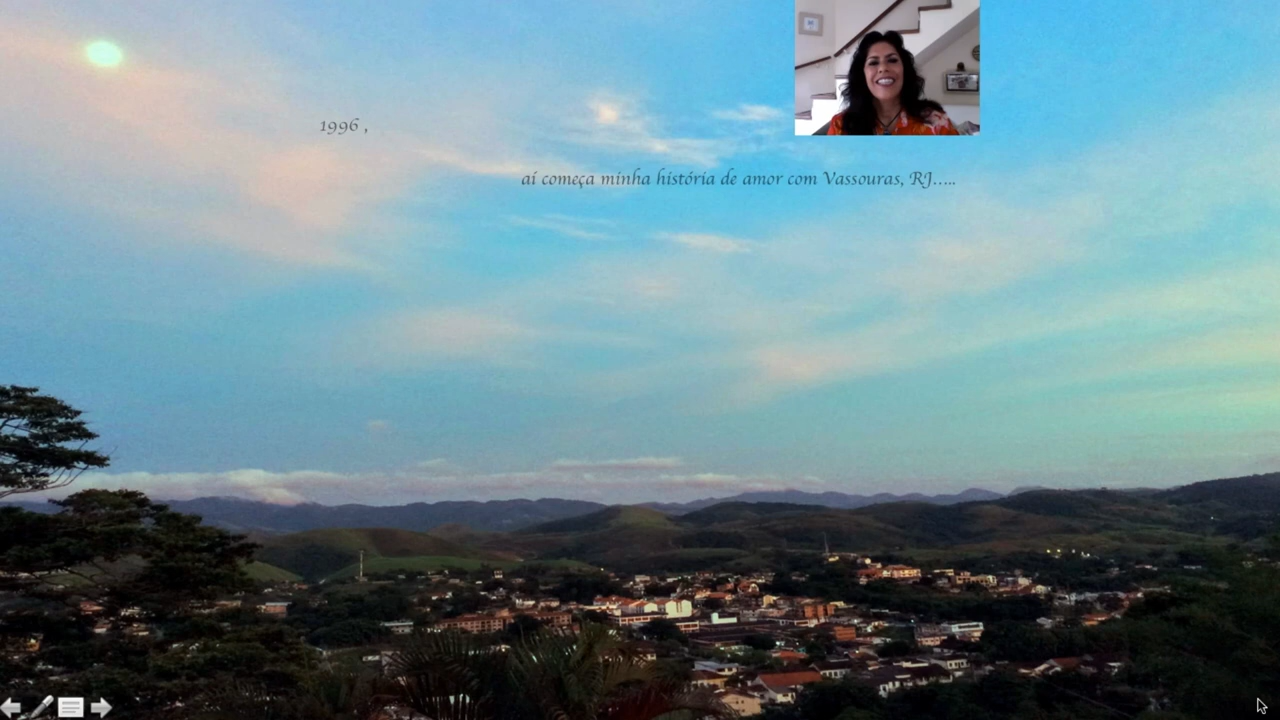 1996 ,
aí começa minha história de amor com Vassouras, RJ.....